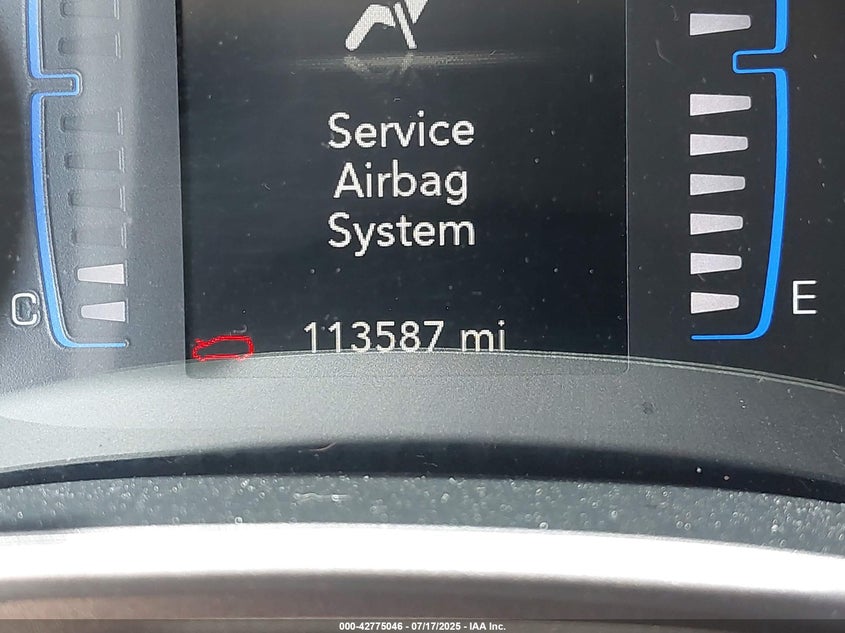 Service
Airbag
System
C
E
113587 mi
000-42775046 - 07/17/2025 - IAA Inc.